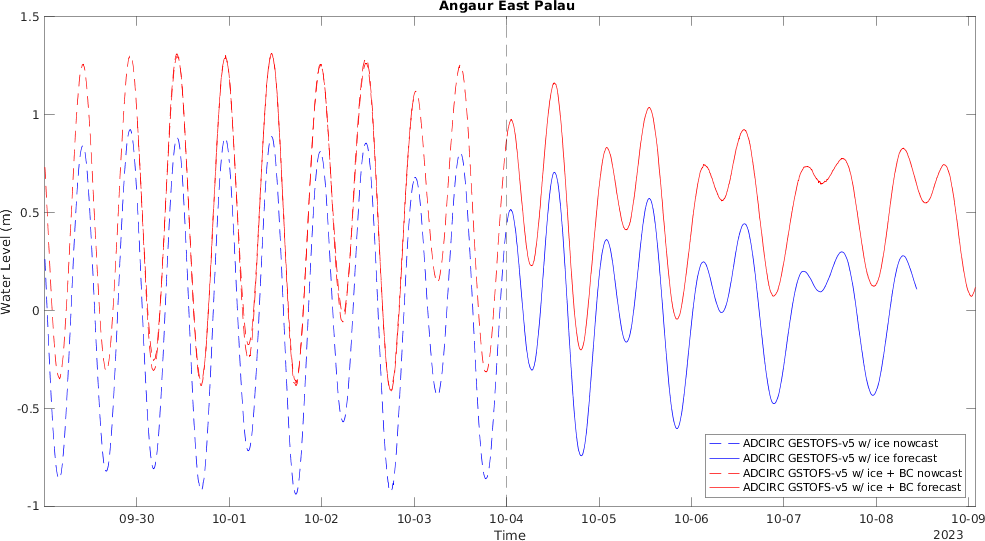 Angaur East Palau
1.5
1
0.5
0
-0.5
-1
Water Level (m)
09-30
10-01
10-02
10-03
10-04
10-05
10-06
10-07
10-08
10-09
Time
2023
ADCIRC GESTOFS-v5 w/ ice nowcast
ADCIRC GESTOFS-v5 w/ ice forecast
ADCIRC GSTOFS-v5 w/ ice + BC nowcast
ADCIRC GSTOFS-v5 w/ ice + BC forecast